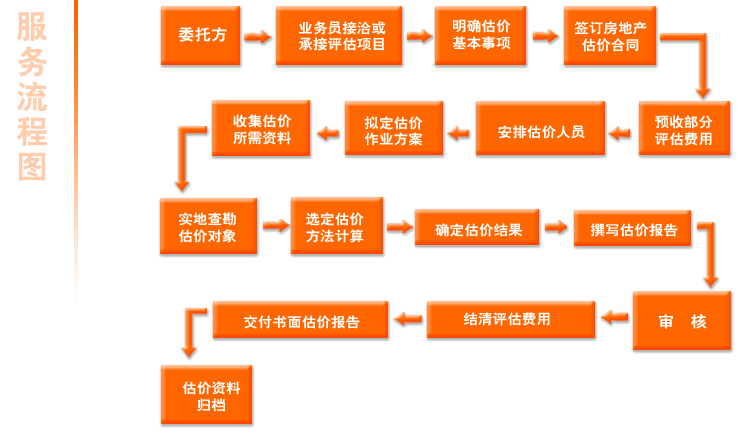 服务流程图
委托方
业务员接洽或
承接评估项目
明确估价
基本事项
签订房地产
估价合同
预收部分
评估费用
安排估价人员
拟定估价
作业方案
收集估价
所需资料
实地查勘
估价对象
选定估价
方法计算
确定估价结果
撰写估价报告
审 核
结清评估费用
交付书面估价报告
估价资料
归档